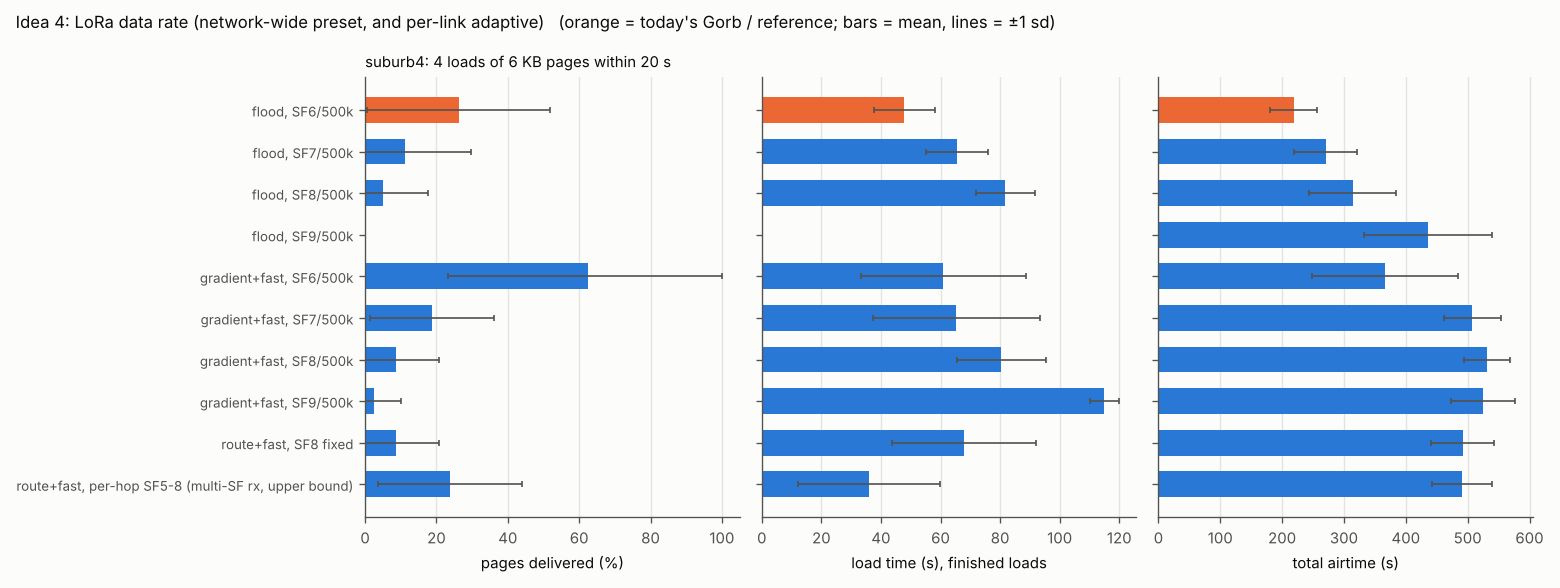 Idea 4: LoRa data rate (network-wide preset, and per-link adaptive)   (orange = today's Gorb / reference; bars = mean, lines = ±1 sd)
suburb4: 4 loads of 6 KB pages within 20 s
flood, SF6/500k
flood, SF7/500k
flood, SF8/500k
flood, SF9/500k
gradient+fast, SF6/500k
gradient+fast, SF7/500k
gradient+fast, SF8/500k
gradient+fast, SF9/500k
route+fast, SF8 fixed
route+fast, per-hop SF5-8 (multi-SF rx, upper bound)
0 20 40 60 80 100
pages delivered (%)
0 20 40 60 80 100 120
load time (s), finished loads
0 100 200 300 400 500 600
total airtime (s)